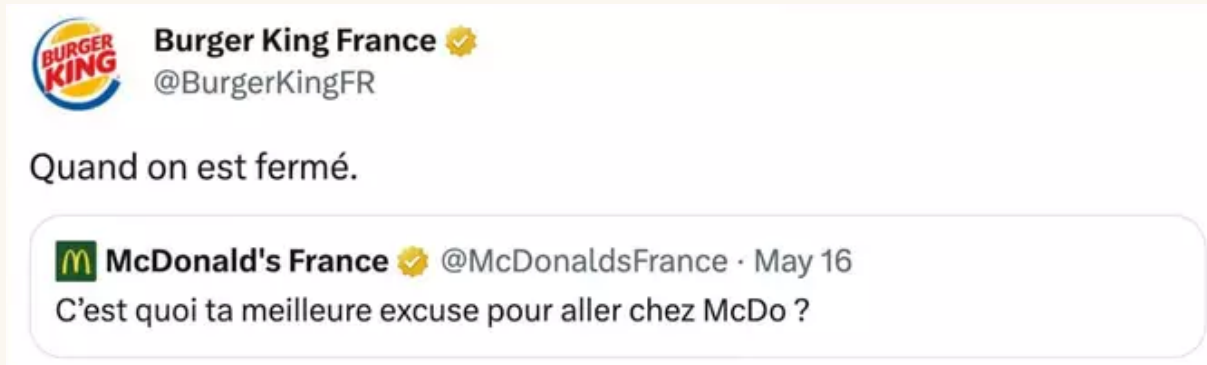 BURGER
KING
Burger King France
@BurgerKingFR
Quand on est fermé.
McDonald's France @McDonaldsFrance · May 16
C’est quoi ta meilleure excuse pour aller chez McDo ?